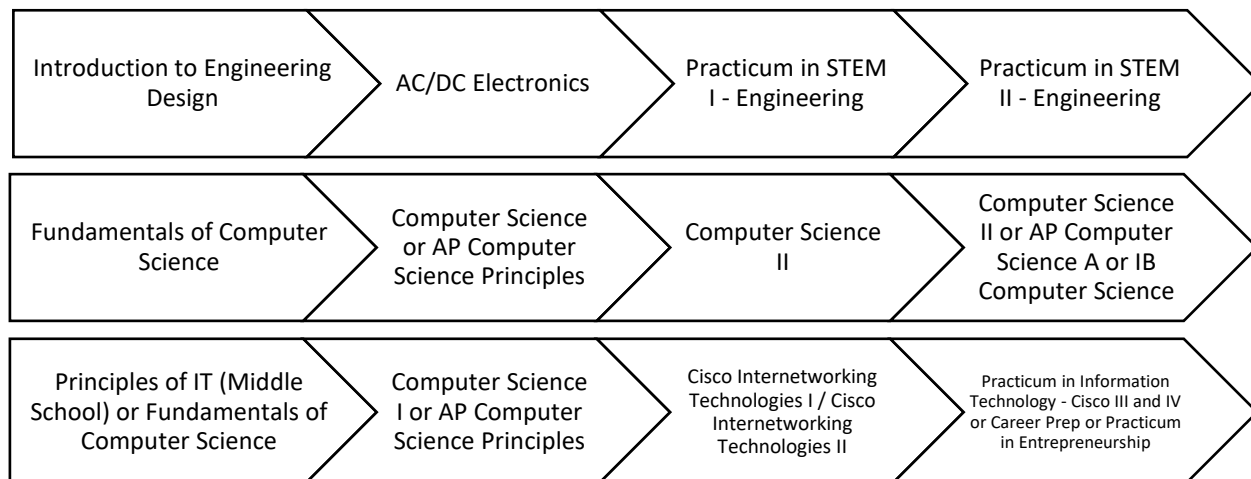 Introduction to Engineering
Design
AC/DC Electronics
Practicum in STEM
I - Engineering
Practicum in STEM
II - Engineering
Fundamentals of Computer
Science
Computer Science
or AP Computer
Science Principles
Computer Science
II
Computer Science
II or AP Computer
Science A or IB
Computer Science
Principles of IT (Middle
School) or Fundamentals of
Computer Science
Computer Science
I or AP Computer
Science Principles
Cisco Internetworking
Technologies I / Cisco
Internetworking
Technologies II
Practicum in Information
Technology - Cisco III and IV
or Career Prep or Practicum
in Entrepreneurship